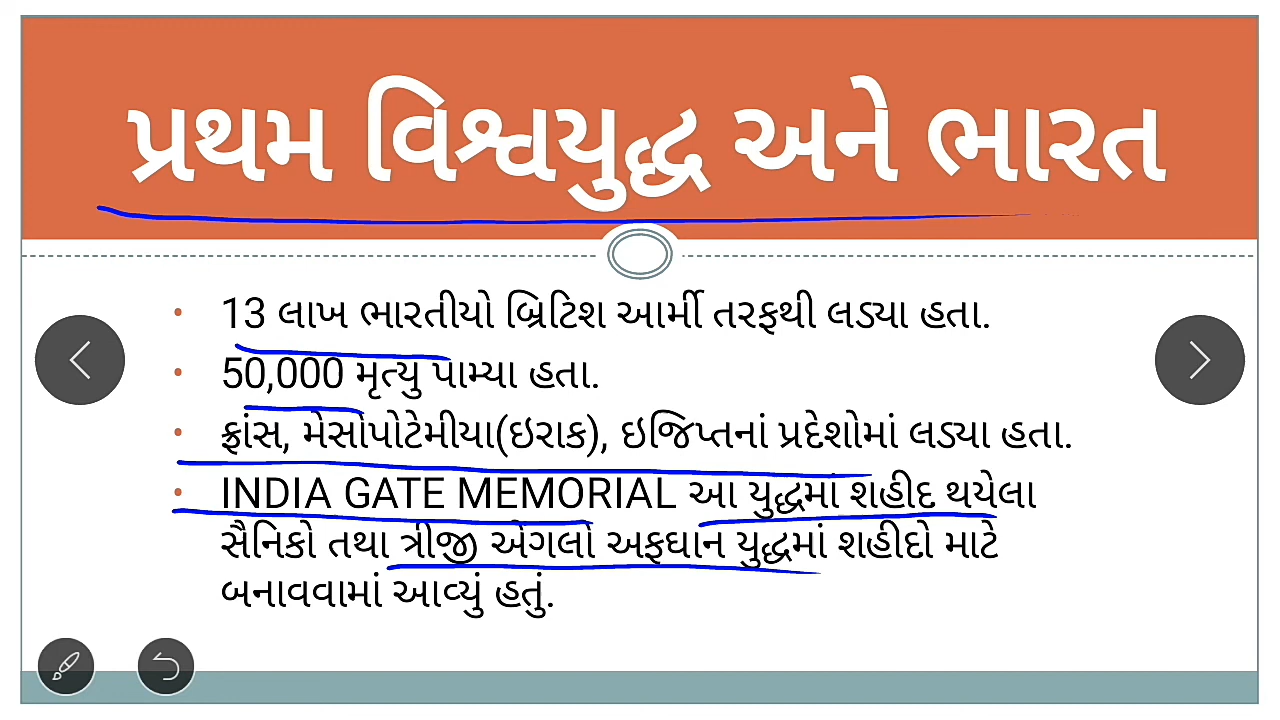 પ્રથમ વિશ્વયુદ્ધ અને ભારત
• 13 લાખ ભારતીયો બ્રિટિશ આર્મી તરફથી લડ્યા હતા.
• 50,000 મૃત્યુ પામ્યા હતા.
• ફ્રાંસ, મેસોપોટેમીયા(ઇરાક), ઇજિપ્તનાં પ્રદેશોમાં લડ્યા હતા.
• INDIA GATE MEMORIAL આ યુદ્ધમાં શહીદ થયેલા
સૈનિકો તથા ત્રીજી એંગલો અફઘાન યુદ્ધમાં શહીદો માટે
બનાવવામાં આવ્યું હતું.